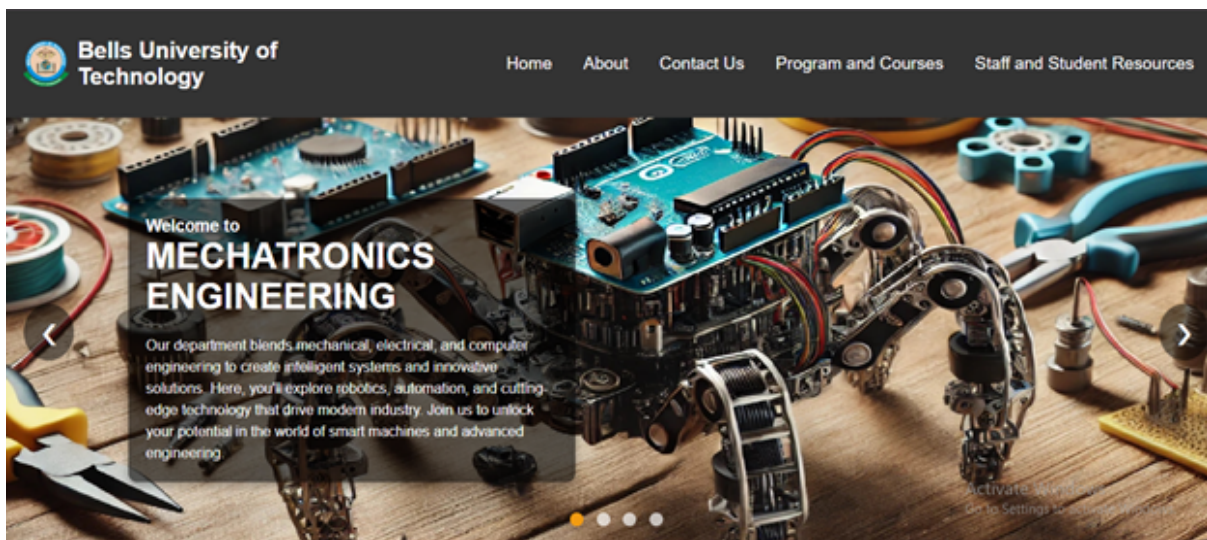 Bells University of
Technology
Home
About
Contact Us
Program and Courses
Staff and Student Resources
Welcome to
MECHATRONICS
ENGINEERING
Our department blends mechanical, electrical, and computer
engineering to create intelligent systems and innovative
solutions. Here, you'll explore robotics, automation, and cutting-
edge technology that drive modern industry. Join us to unlock
your potential in the world of smart machines and advanced
engineering.
Activate Windows
Go to Settings to activate Windows.